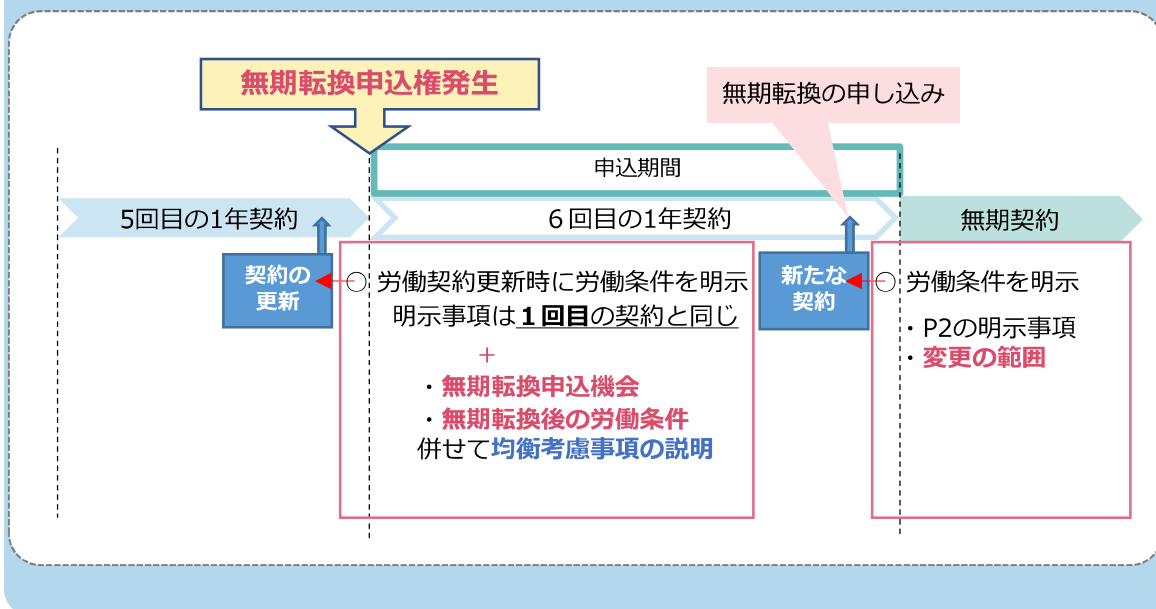 無期転換申込権発生
無期転換の申し込み
申込期間
5回目の1年契約
６回目の1年契約
無期契約
契約の
更新
○ 労働契約更新時に労働条件を明示
明示事項は１回目の契約と同じ
+
・無期転換申込機会
・無期転換後の労働条件
併せて均衡考慮事項の説明
新たな
契約
○ 労働条件を明示
・P2の明示事項
・変更の範囲